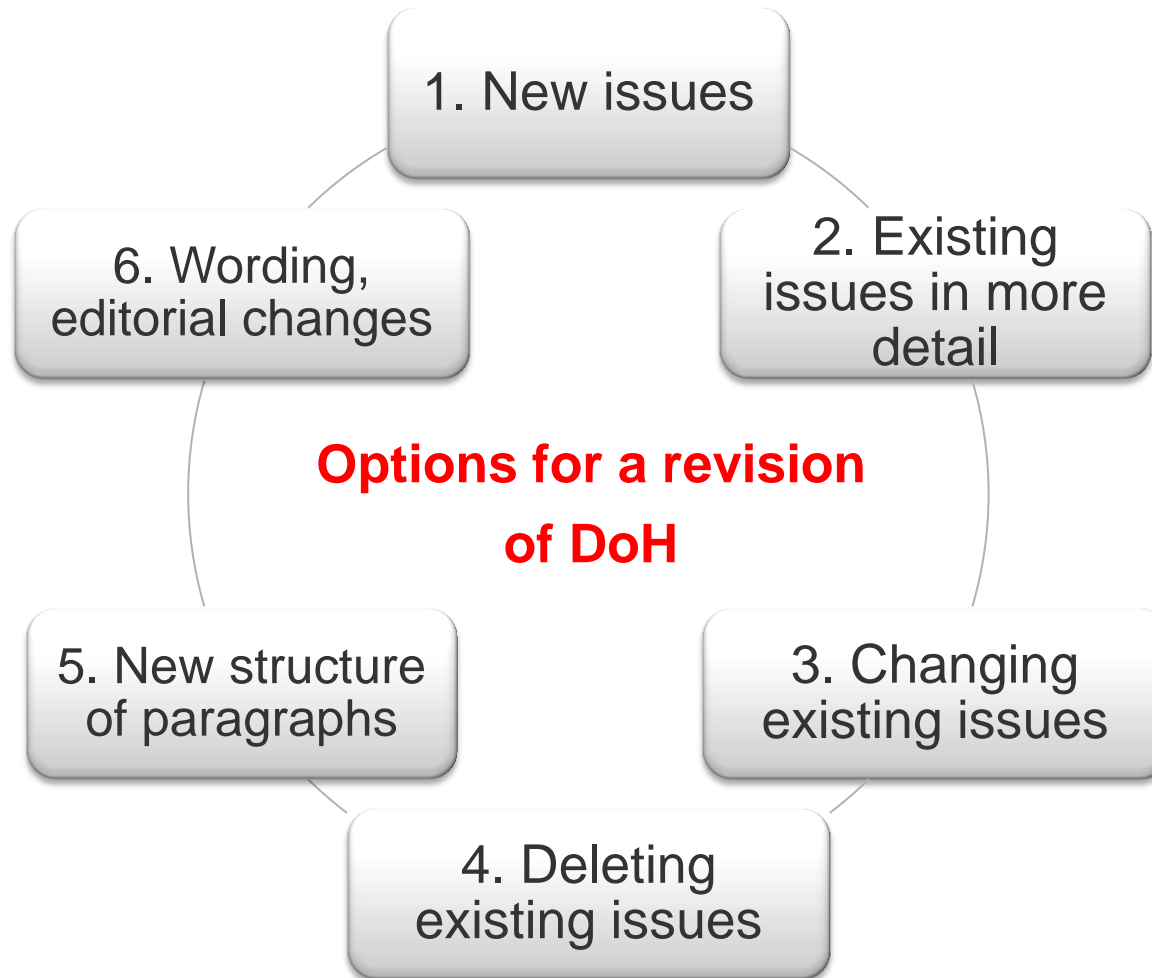 1. New issues
2. Existing
issues in more
detail
3. Changing
existing issues
4. Deleting
existing issues
5. New structure
of paragraphs
6. Wording,
editorial changes
Options for a revision
of DoH